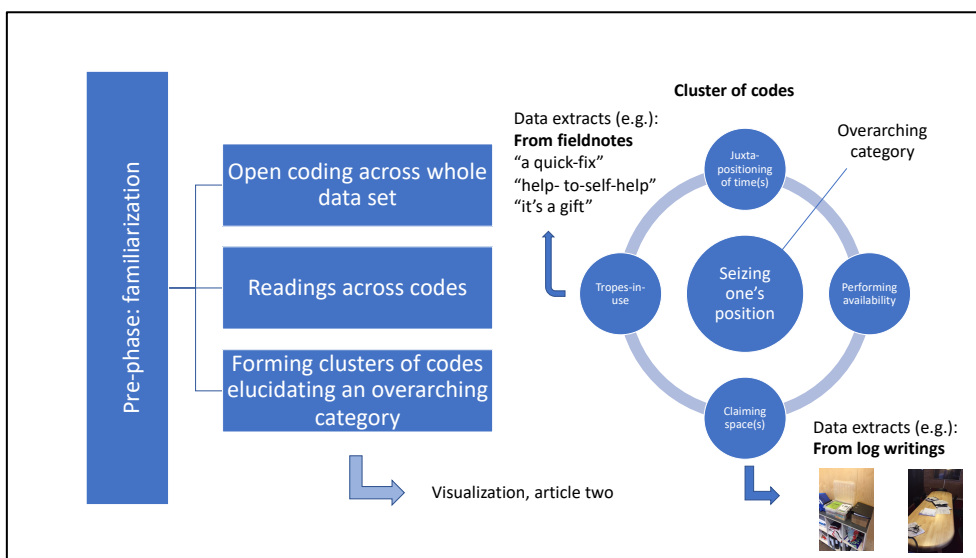 Pre-phase: familiarization
Open coding across whole
data set
Readings across codes
Forming clusters of codes
elucidating an overarching
category
Visualization, article two
Cluster of codes
Data extracts (e.g.):
From fieldnotes
“a quick-fix”
“help- to-self-help”
“it’s a gift”
Overarching
category
Juxta-
positioning
of time(s)
Tropes-in-
use
Seizing
one’s
position
Performing
availability
Claiming
space(s)
Data extracts (e.g.):
From log writings